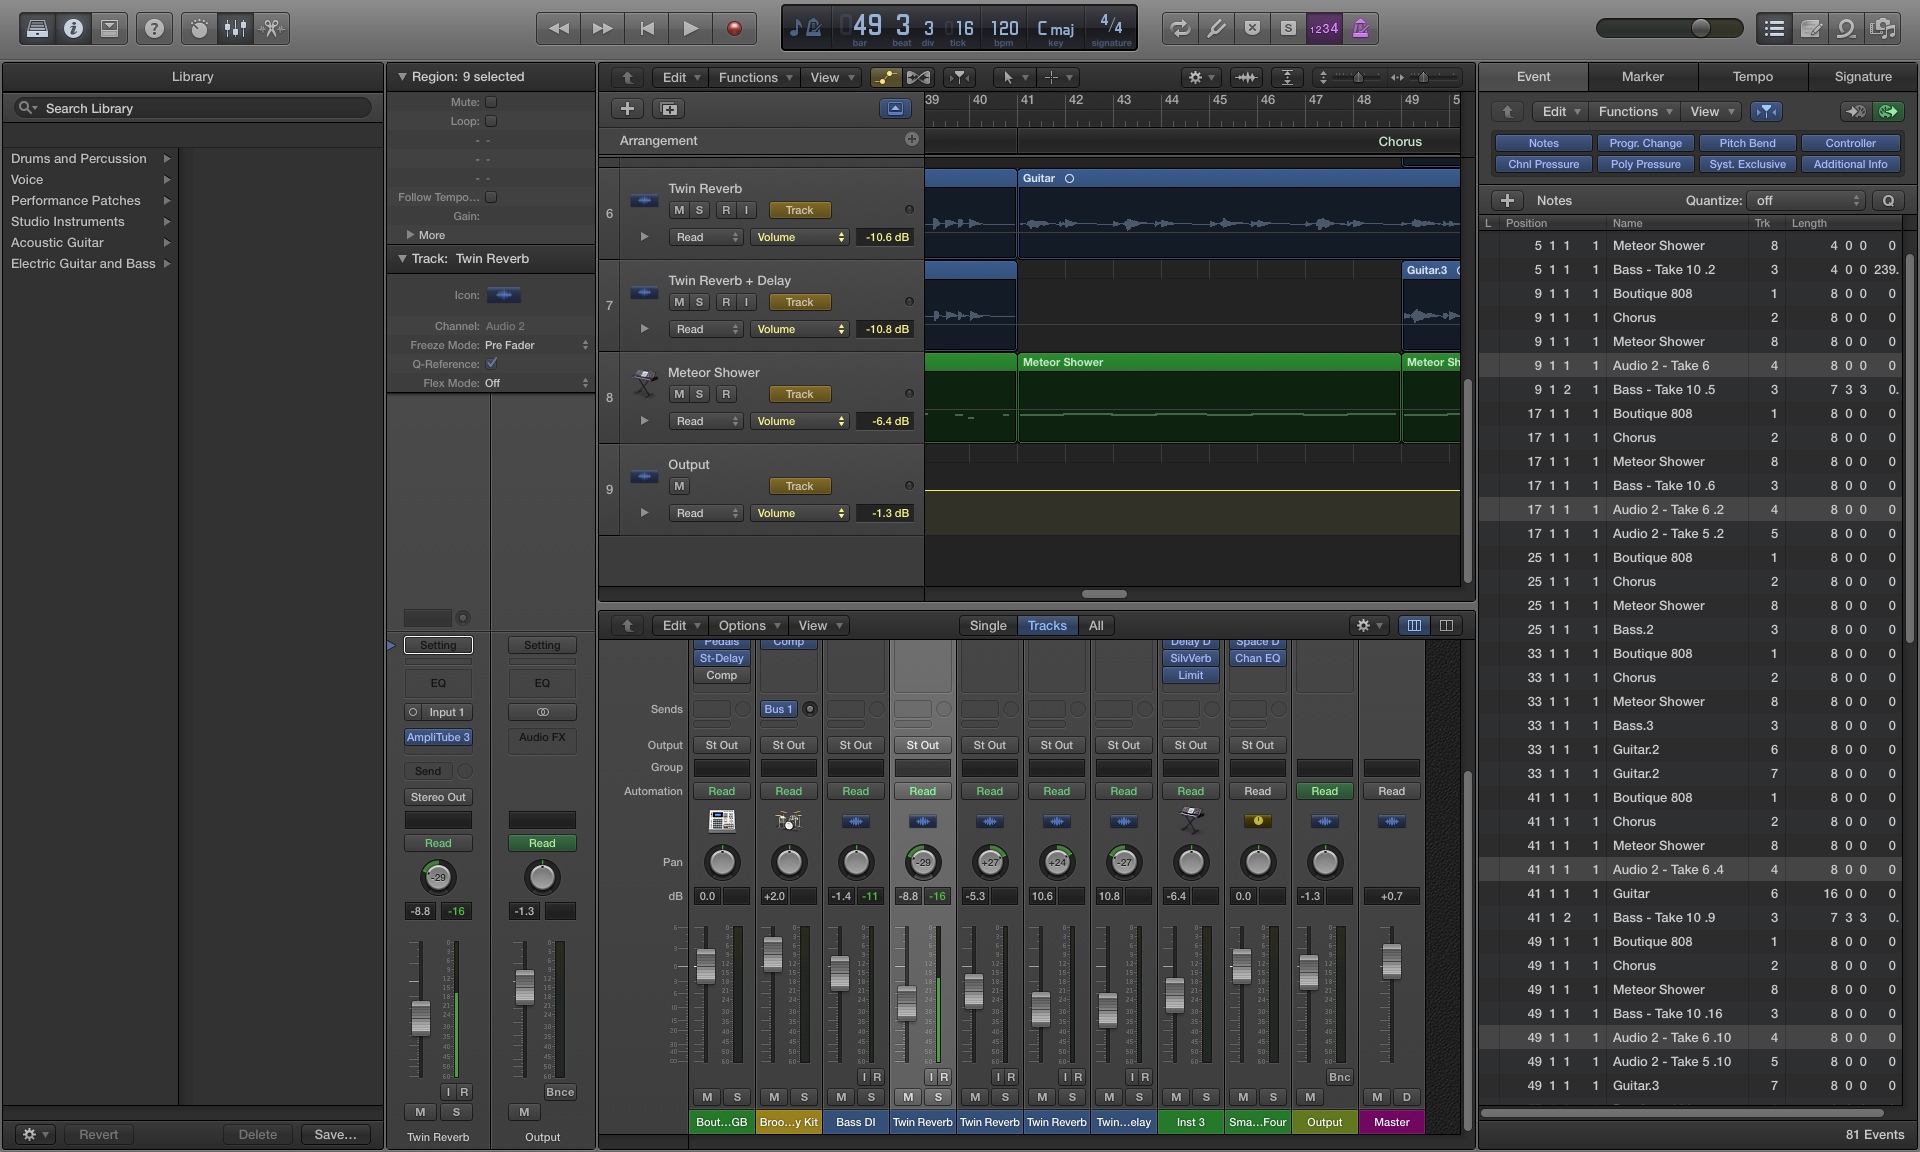 49 3 3 16 120 C maj 4/4
bar beat div tick bpm key signature
1234
Library
Search Library
Drums and Percussion
Voice
Performance Patches
Studio Instruments
Acoustic Guitar
Electric Guitar and Bass
Revert Delete Save...
Region: 9 selected
Mute:
Loop:
Follow Tempo...
Gain:
More
Track: Twin Reverb
Icon:
Channel: Audio 2
Freeze Mode: Pre Fader
Q-Reference:
Flex Mode: Off
Setting Setting
EQ EQ
Input 1
AmpliTube 3 Audio FX
Send
Stereo Out
Read Read
-29
-8.8 -16 -1.3
I R Bnce
M S M
Twin Reverb Output
Edit Functions View
39 40 41 42 43 44 45 46 47 48 49 5
Arrangement Chorus
6 Twin Reverb
M S R I Track
Read Volume -10.6 dB
Guitar
7 Twin Reverb + Delay
M S R I Track
Read Volume -10.8 dB
Guitar.3
8 Meteor Shower
M S R Track
Read Volume -6.4 dB
Meteor Shower Meteor Sh
9 Output
M Track
Read Volume -1.3 dB
Edit Options View Single Tracks All
Pedals Comp Delay D Space D
St-Delay SilvVerb Chan EQ
Comp Limit
Sends Bus 1
Output St Out St Out St Out St Out St Out St Out St Out St Out St Out
Group
Automation Read Read Read Read Read Read Read Read Read Read Read
Pan -29 +27 +24 -27
dB 0.0 +2.0 -1.4 -11 -8.8 -16 -5.3 10.6 10.8 -6.4 0.0 -1.3 +0.7
I R I R I R I R I R Bnc
M S M S M S M S M S M S M S M S M S M M D
Bout...GB Broo...y Kit Bass DI Twin Reverb Twin Reverb Twin Reverb Twin...elay Inst 3 Sma...Four Output Master
Event Marker Tempo Signature
Edit Functions View
Notes Progr. Change Pitch Bend Controller
Chnl Pressure Poly Pressure Syst. Exclusive Additional Info
Notes Quantize: off Q
L Position Name Trk Length
5 1 1 1 Meteor Shower 8 4 0 0 0
5 1 1 1 Bass - Take 10 .2 3 4 0 0 239.
9 1 1 1 Boutique 808 1 8 0 0 0
9 1 1 1 Chorus 2 8 0 0 0
9 1 1 1 Meteor Shower 8 8 0 0 0
9 1 1 1 Audio 2 - Take 6 4 8 0 0 0
9 1 2 1 Bass - Take 10 .5 3 7 3 3 0.
17 1 1 1 Boutique 808 1 8 0 0 0
17 1 1 1 Chorus 2 8 0 0 0
17 1 1 1 Meteor Shower 8 8 0 0 0
17 1 1 1 Bass - Take 10 .6 3 8 0 0 0
17 1 1 1 Audio 2 - Take 6 .2 4 8 0 0 0
17 1 1 1 Audio 2 - Take 5 .2 5 8 0 0 0
25 1 1 1 Boutique 808 1 8 0 0 0
25 1 1 1 Chorus 2 8 0 0 0
25 1 1 1 Meteor Shower 8 8 0 0 0
25 1 1 1 Bass.2 3 8 0 0 0
33 1 1 1 Boutique 808 1 8 0 0 0
33 1 1 1 Chorus 2 8 0 0 0
33 1 1 1 Meteor Shower 8 8 0 0 0
33 1 1 1 Bass.3 3 8 0 0 0
33 1 1 1 Guitar.2 6 8 0 0 0
33 1 1 1 Guitar.2 7 8 0 0 0
41 1 1 1 Boutique 808 1 8 0 0 0
41 1 1 1 Chorus 2 8 0 0 0
41 1 1 1 Meteor Shower 8 8 0 0 0
41 1 1 1 Audio 2 - Take 6 .4 4 8 0 0 0
41 1 1 1 Guitar 6 16 0 0 0
41 1 2 1 Bass - Take 10 .9 3 7 3 3 0.
49 1 1 1 Boutique 808 1 8 0 0 0
49 1 1 1 Chorus 2 8 0 0 0
49 1 1 1 Meteor Shower 8 8 0 0 0
49 1 1 1 Bass - Take 10 .16 3 8 0 0 0
49 1 1 1 Audio 2 - Take 6 .10 4 8 0 0 0
49 1 1 1 Audio 2 - Take 5 .10 5 8 0 0 0
49 1 1 1 Guitar.3 7 8 0 0 0
81 Events